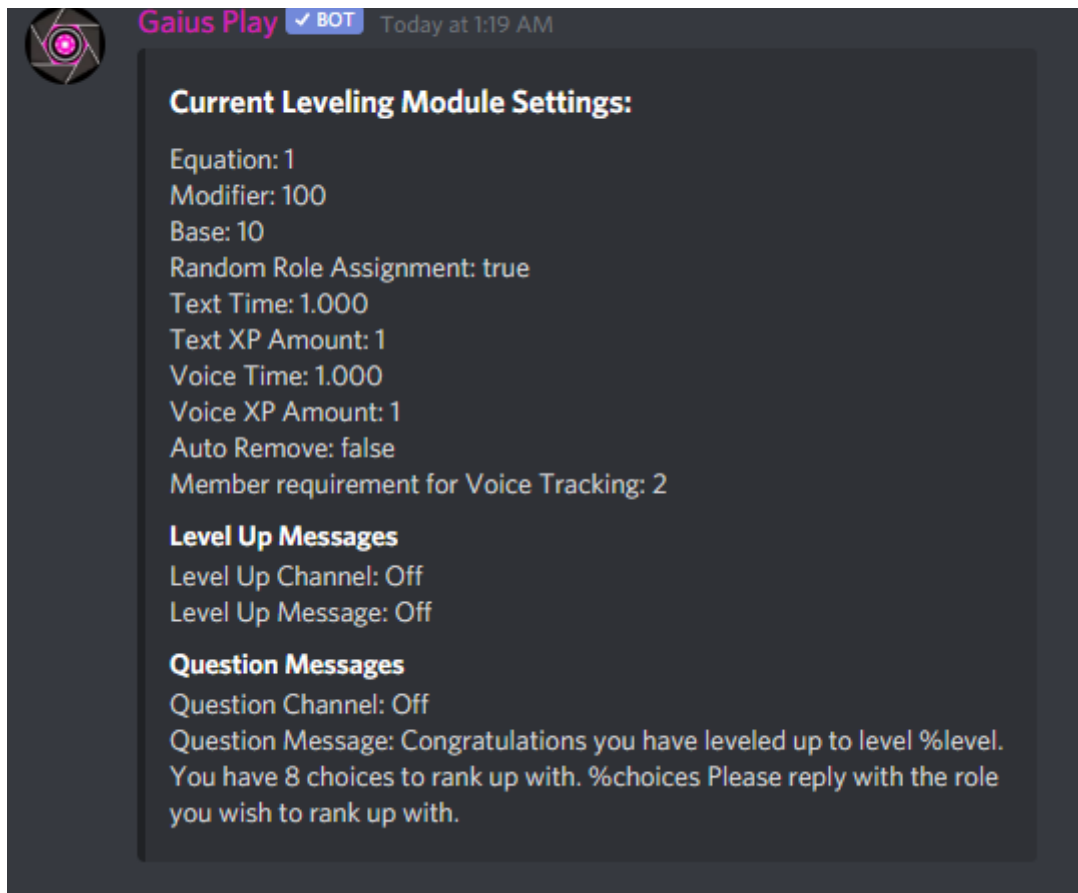 Gaius Play ✓ BOT Today at 1:19 AM
Current Leveling Module Settings:
Equation: 1
Modifier: 100
Base: 10
Random Role Assignment: true
Text Time: 1.000
Text XP Amount: 1
Voice Time: 1.000
Voice XP Amount: 1
Auto Remove: false
Member requirement for Voice Tracking: 2
Level Up Messages
Level Up Channel: Off
Level Up Message: Off
Question Messages
Question Channel: Off
Question Message: Congratulations you have leveled up to level %level.
You have 8 choices to rank up with. %choices Please reply with the role
you wish to rank up with.